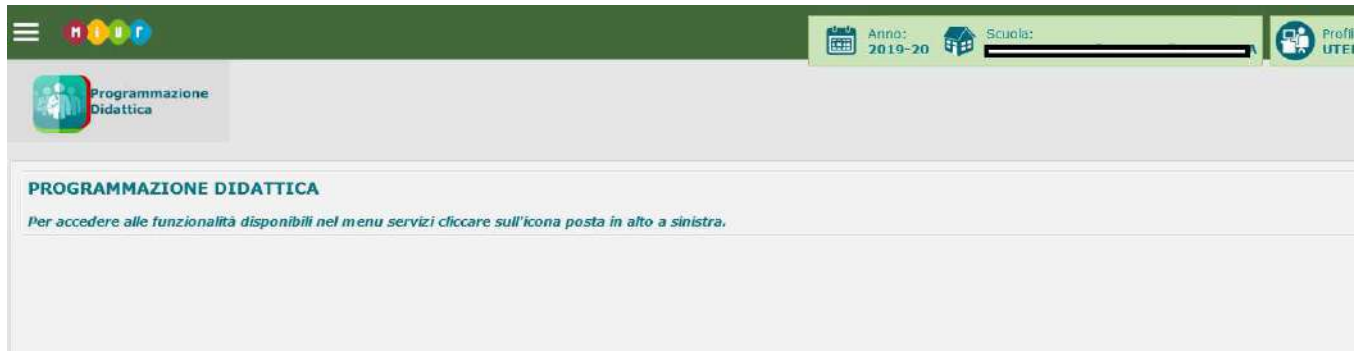 miur
Anno:
2019-20
Scuola:
Profil
UTE
Programmazione
Didattica
PROGRAMMAZIONE DIDATTICA
Per accedere alle funzionalità disponibili nel menu servizi cliccare sull'icona posta in alto a sinistra.